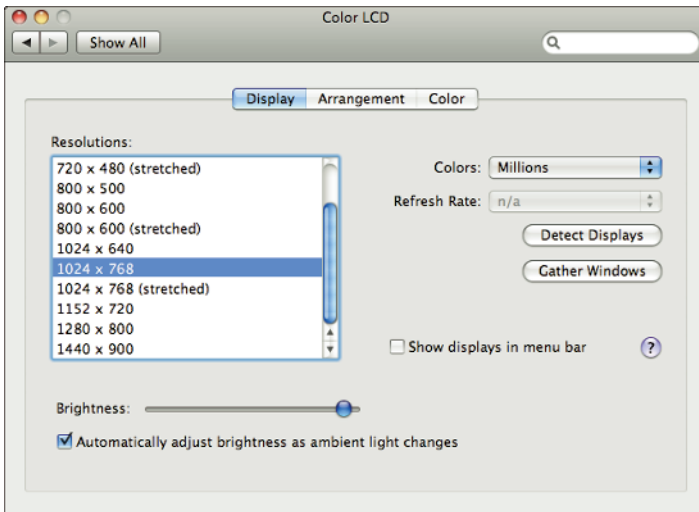 Color LCD
Show All
Display Arrangement Color
Resolutions:
720 x 480 (stretched)
800 x 500
800 x 600
800 x 600 (stretched)
1024 x 640
1024 x 768
1024 x 768 (stretched)
1152 x 720
1280 x 800
1440 x 900
Colors: Millions
Refresh Rate: n/a
Detect Displays
Gather Windows
Show displays in menu bar ?
Brightness:
Automatically adjust brightness as ambient light changes